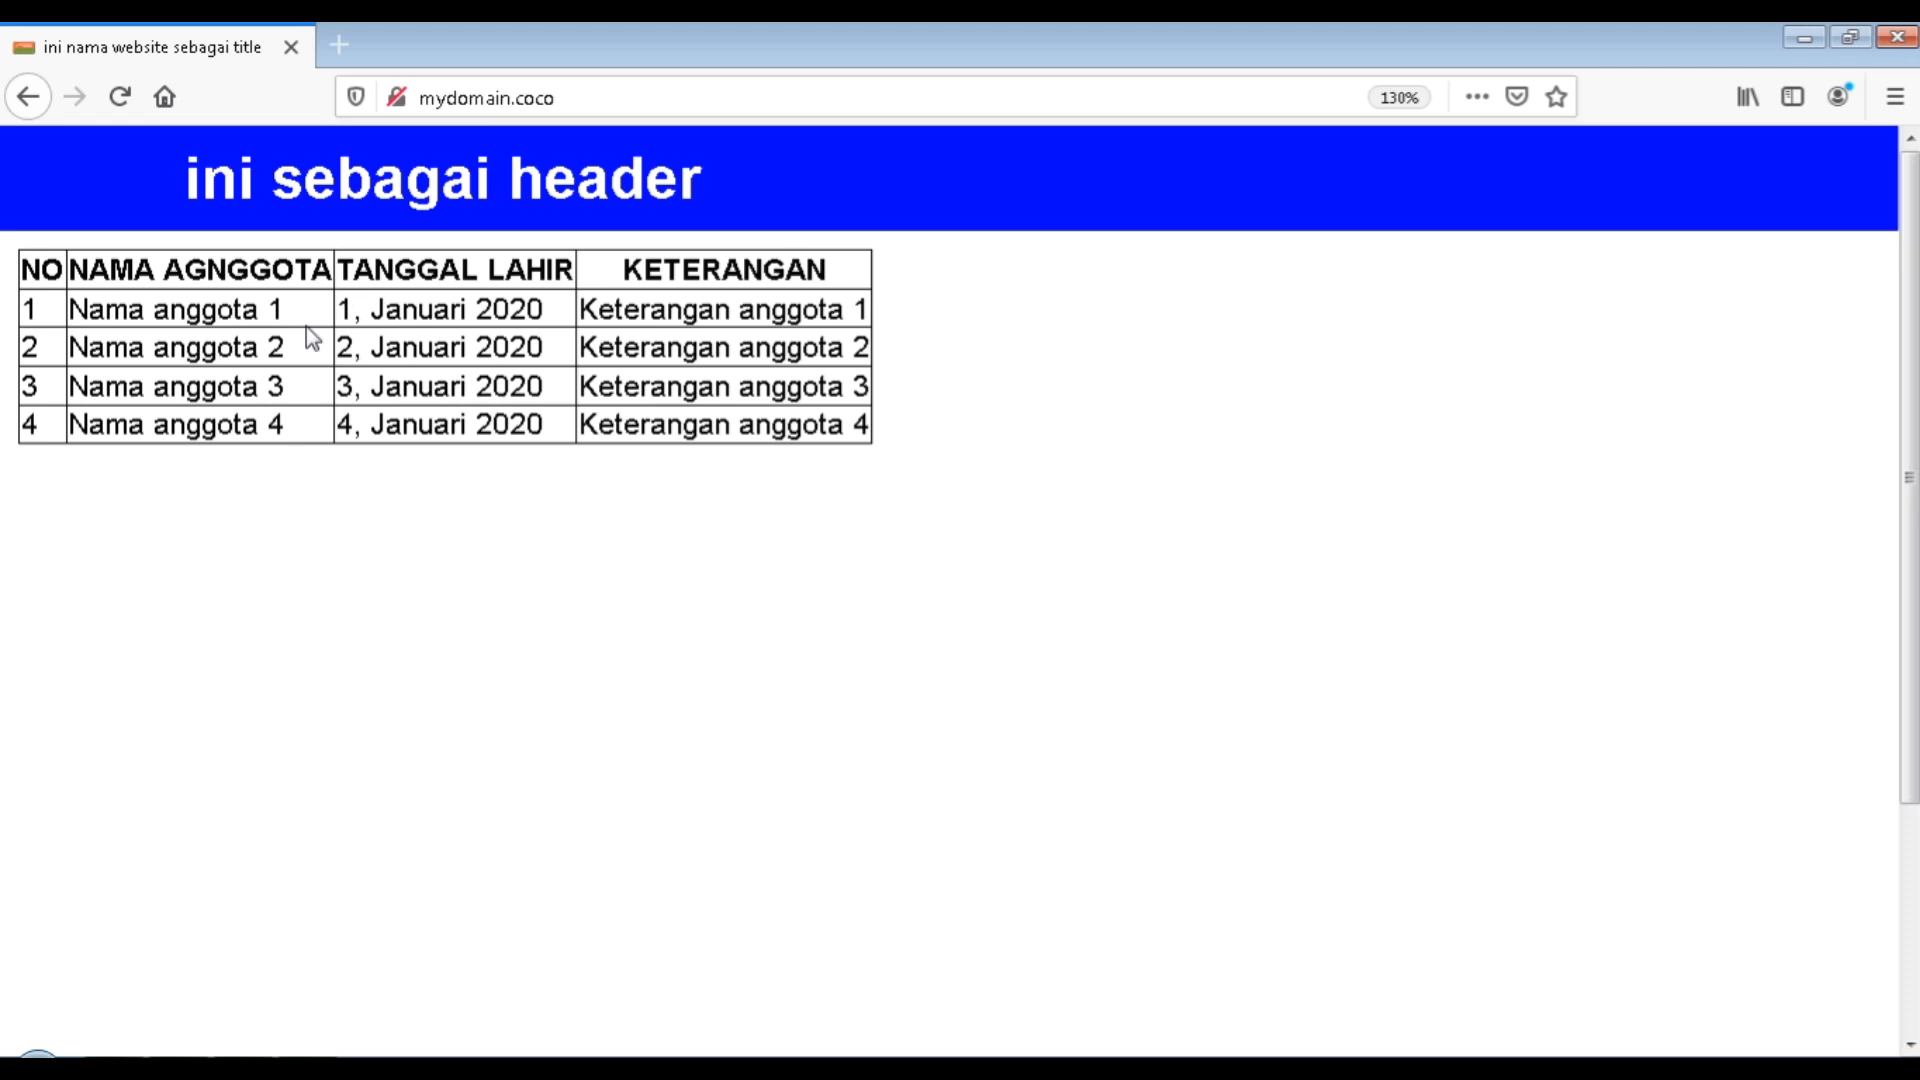 ini nama website sebagai title
mydomain.coco
130%
ini sebagai header
NO NAMA AGNGGOTA TANGGAL LAHIR KETERANGAN
1 Nama anggota 1 1, Januari 2020 Keterangan anggota 1
2 Nama anggota 2 2, Januari 2020 Keterangan anggota 2
3 Nama anggota 3 3, Januari 2020 Keterangan anggota 3
4 Nama anggota 4 4, Januari 2020 Keterangan anggota 4